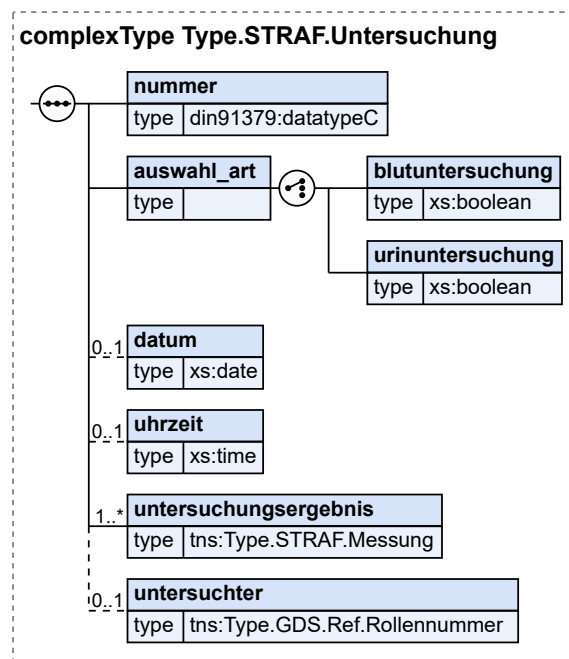 complexType Type.STRAF.Untersuchung
nummer
type din91379:datatypeC
auswahl_art
type
blutuntersuchung
type xs:boolean
urinuntersuchung
type xs:boolean
0..1
datum
type xs:date
0..1
uhrzeit
type xs:time
1..*
untersuchungsergebnis
type tns:Type.STRAF.Messung
0..1
untersuchter
type tns:Type.GDS.Ref.Rollennummer